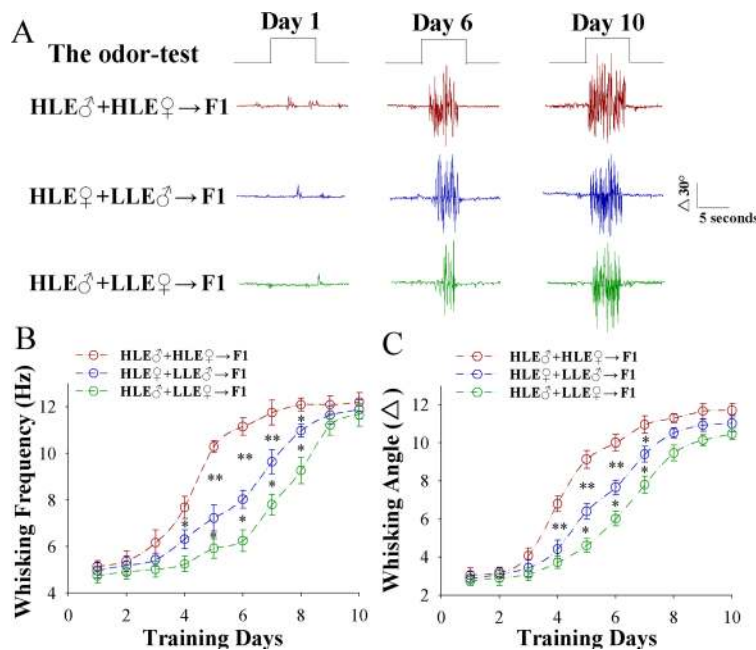 A
Day 1 Day 6 Day 10
The odor-test
HLE♂+HLE♀→F1
HLE♀+LLE♂→F1
HLE♂+LLE♀→F1
△30°
5 seconds
B
HLE♂+HLE♀→F1
HLE♀+LLE♂→F1
HLE♂+LLE♀→F1
Whisking Frequency (Hz)
12
10
8
6
4
* ** ** ** *
* * * *
0 2 4 6 8 10
Training Days
C
HLE♂+HLE♀→F1
HLE♀+LLE♂→F1
HLE♂+LLE♀→F1
Whisking Angle (△)
12
10
8
6
4
2
** ** ** *
* * *
0 2 4 6 8 10
Training Days